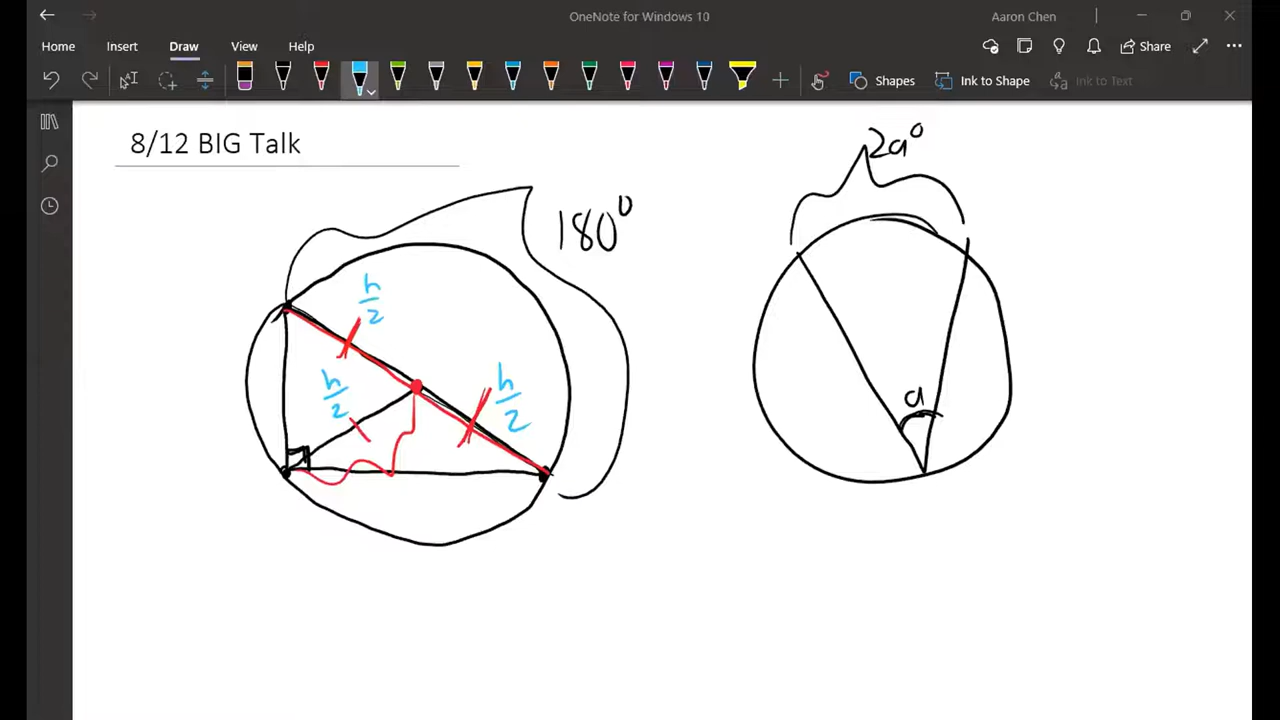 OneNote for Windows 10
Aaron Chen
Home Insert Draw View Help
Share
Shapes
Ink to Shape
Ink to Text
8/12 BIG Talk
2a°
180°
h/2
h/2
h/2
a